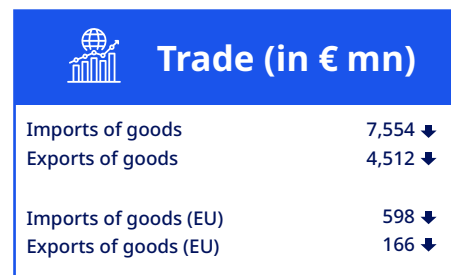 Trade (in € mn)
Imports of goods 7,554 🡇
Exports of goods 4,512 🡇
Imports of goods (EU) 598 🡇
Exports of goods (EU) 166 🡇